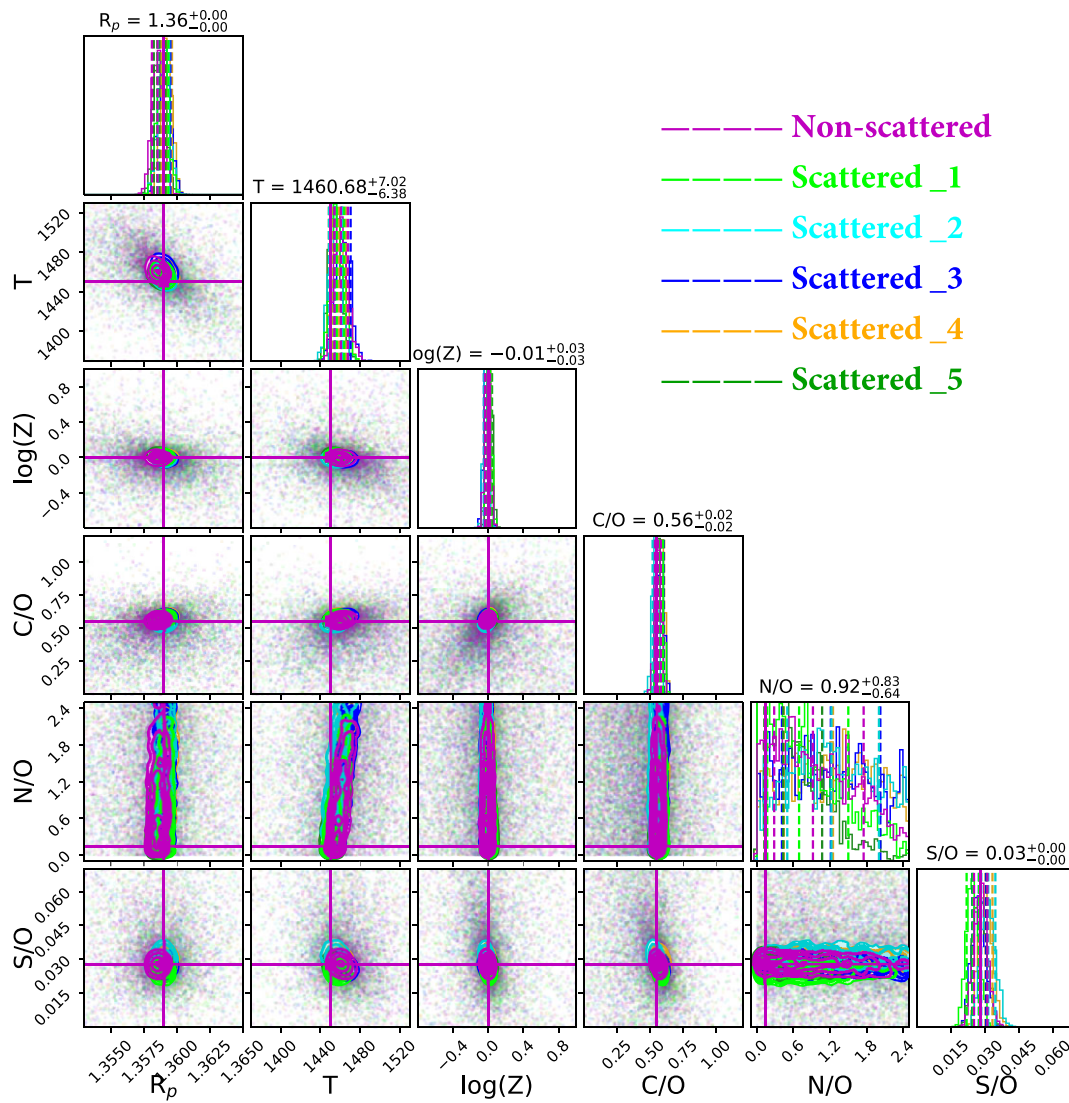 R_p = 1.36^{+0.00}_{-0.00}
Non-scattered
Scattered _1
Scattered _2
Scattered _3
Scattered _4
Scattered _5
T = 1460.68^{+7.02}_{-6.38}
T
1520
1480
1440
1400
og(Z) = −0.01^{+0.03}_{-0.03}
log(Z)
0.8
0.4
0.0
−0.4
C/O = 0.56^{+0.02}_{-0.02}
C/O
1.00
0.75
0.50
0.25
N/O = 0.92^{+0.83}_{-0.64}
N/O
2.4
1.8
1.2
0.6
0.0
S/O = 0.03^{+0.00}_{-0.00}
S/O
0.060
0.045
0.030
0.015
1.3550 1.3575 1.3600 1.3625 1.3650 1400 1440 1480 1520 −0.4 0.0 0.4 0.8 0.25 0.50 0.75 1.00 0.0 0.6 1.2 1.8 2.4 0.015 0.030 0.045 0.060
R_p T log(Z) C/O N/O S/O